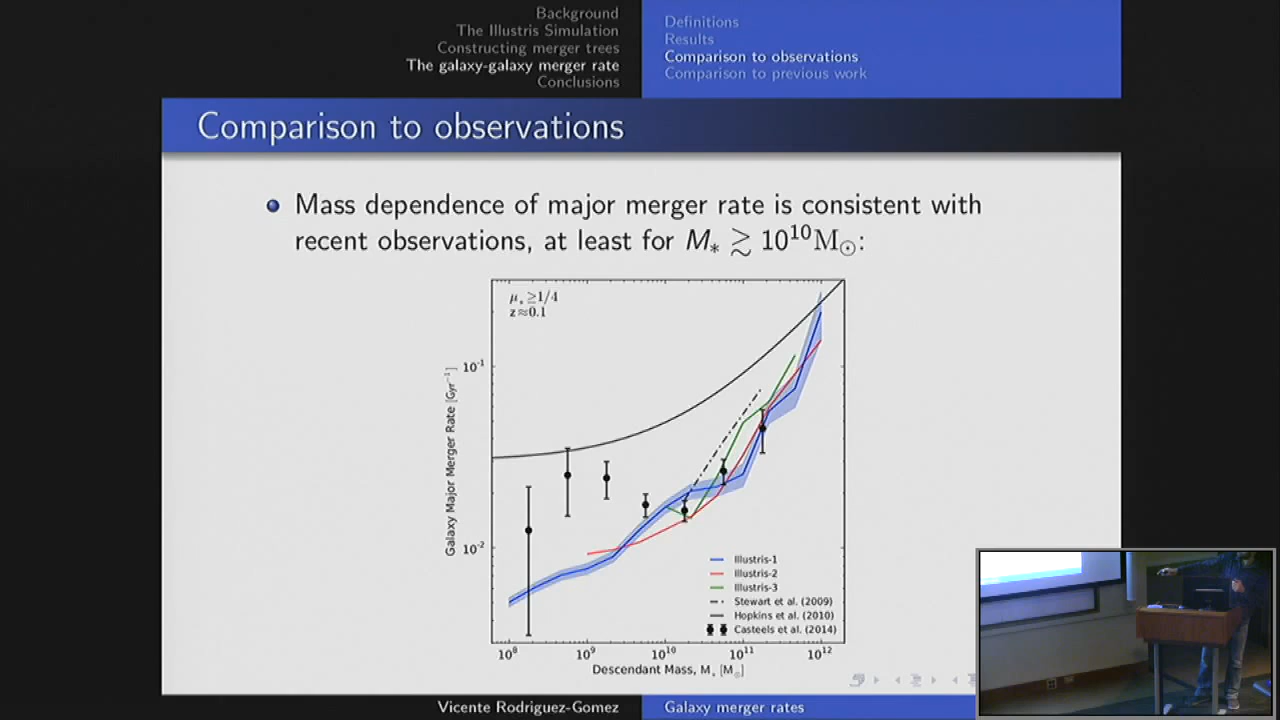 Background
The Illustris Simulation
Constructing merger trees
The galaxy-galaxy merger rate
Conclusions
Definitions
Results
Comparison to observations
Comparison to previous work
Comparison to observations
Mass dependence of major merger rate is consistent with
recent observations, at least for M* ≳ 10^10 M⊙:
μ* ≥1/4
z≈0.1
Galaxy Major Merger Rate [Gyr⁻¹]
10⁻¹
10⁻²
Illustris-1
Illustris-2
Illustris-3
Stewart et al. (2009)
Hopkins et al. (2010)
Casteels et al. (2014)
10⁸ 10⁹ 10¹⁰ 10¹¹ 10¹²
Descendant Mass, M* [M⊙]
Vicente Rodriguez-Gomez
Galaxy merger rates